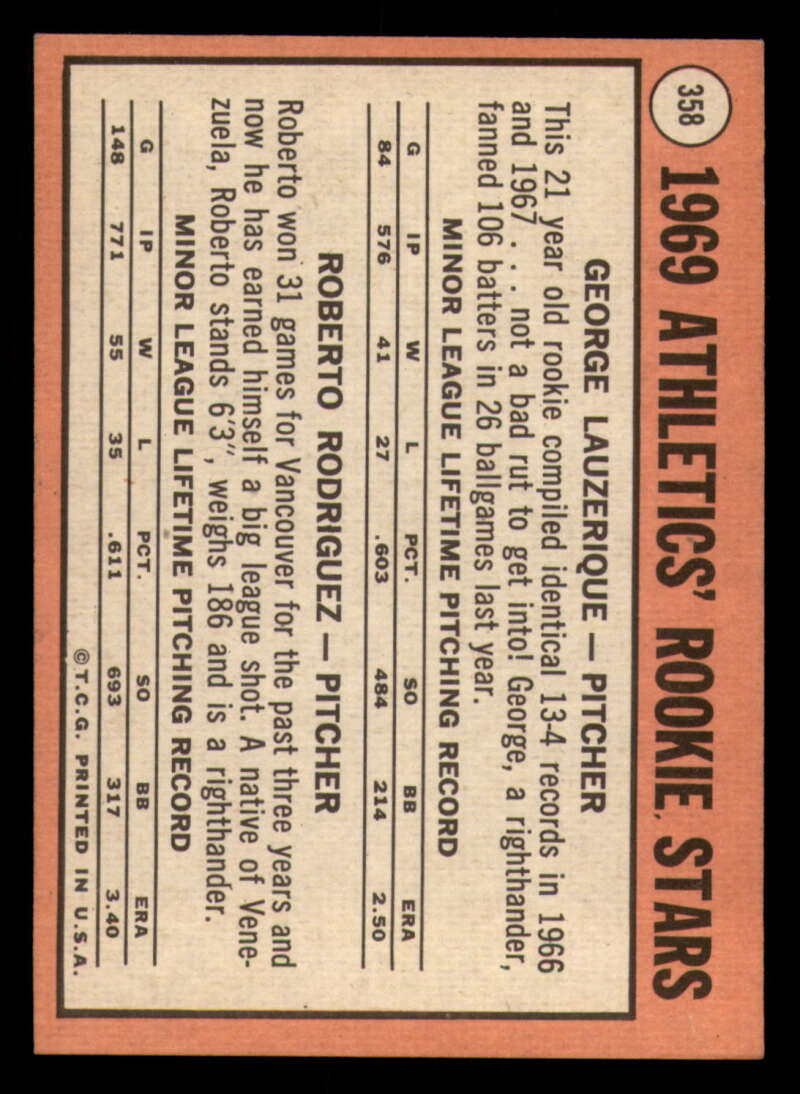 358
1969 ATHLETICS' ROOKIE STARS
GEORGE LAUZERIQUE — PITCHER
This 21 year old rookie compiled identical 13-4 records in 1966
and 1967 . . . not a bad rut to get into! George, a righthander,
fanned 106 batters in 26 ballgames last year.
MINOR LEAGUE LIFETIME PITCHING RECORD
G IP W L PCT. SO BB ERA
84 576 41 27 .603 484 214 2.50
ROBERTO RODRIGUEZ — PITCHER
Roberto won 31 games for Vancouver for the past three years and
now he has earned himself a big league shot. A native of Vene-
zuela, Roberto stands 6'3", weighs 186 and is a righthander.
MINOR LEAGUE LIFETIME PITCHING RECORD
G IP W L PCT. SO BB ERA
148 771 55 35 .611 693 317 3.40
©T.C.G. PRINTED IN U.S.A.